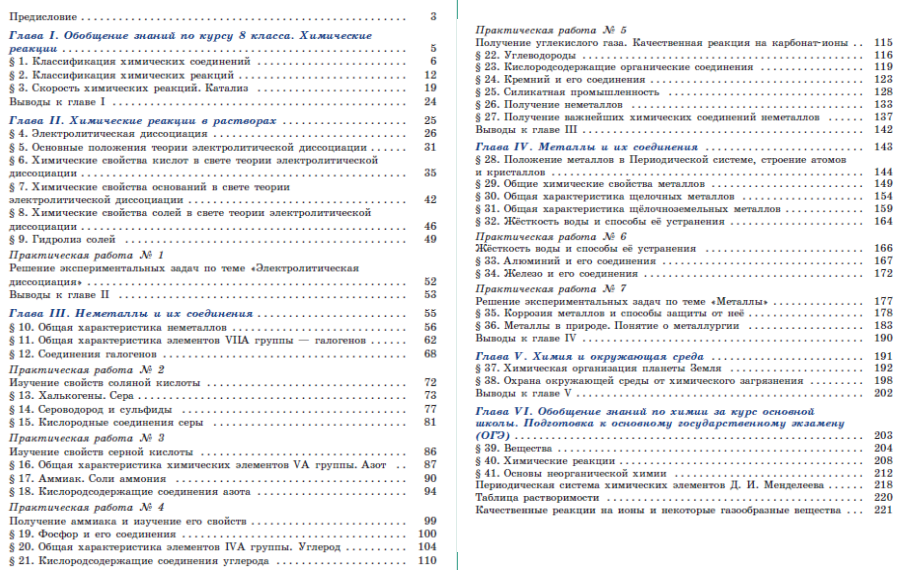 Предисловие . . . . . . . . . . . . . . . . . . . . 3
Глава I. Обобщение знаний по курсу 8 класса. Химические
реакции . . . . . . . . . . . . . . . . . . . . 5
§ 1. Классификация химических соединений . . . . . . . . . . 6
§ 2. Классификация химических реакций . . . . . . . . . . 12
§ 3. Скорость химических реакций. Катализ . . . . . . . . . . 19
Выводы к главе I . . . . . . . . . . 24
Глава II. Химические реакции в растворах . . . . . . . . . . 25
§ 4. Электролитическая диссоциация . . . . . . . . . . 26
§ 5. Основные положения теории электролитической диссоциации . . . . . . 31
§ 6. Химические свойства кислот в свете теории электролитической
диссоциации . . . . . . . . . . 35
§ 7. Химические свойства оснований в свете теории
электролитической диссоциации . . . . . . . . . . 42
§ 8. Химические свойства солей в свете теории электролитической
диссоциации . . . . . . . . . . 46
§ 9. Гидролиз солей . . . . . . . . . . 49
Практическая работа № 1
Решение экспериментальных задач по теме «Электролитическая
диссоциация» . . . . . . . . . . 52
Выводы к главе II . . . . . . . . . . 53
Глава III. Неметаллы и их соединения . . . . . . . . . . 55
§ 10. Общая характеристика неметаллов . . . . . . . . . . 56
§ 11. Общая характеристика элементов VIIA группы — галогенов . . . . . . 62
§ 12. Соединения галогенов . . . . . . . . . . 68
Практическая работа № 2
Изучение свойств соляной кислоты . . . . . . . . . . 72
§ 13. Халькогены. Сера . . . . . . . . . . 73
§ 14. Сероводород и сульфиды . . . . . . . . . . 77
§ 15. Кислородные соединения серы . . . . . . . . . . 81
Практическая работа № 3
Изучение свойств серной кислоты . . . . . . . . . . 86
§ 16. Общая характеристика химических элементов VA группы. Азот . . 87
§ 17. Аммиак. Соли аммония . . . . . . . . . . 90
§ 18. Кислородсодержащие соединения азота . . . . . . . . . . 94
Практическая работа № 4
Получение аммиака и изучение его свойств . . . . . . . . . . 99
§ 19. Фосфор и его соединения . . . . . . . . . . 100
§ 20. Общая характеристика элементов IVA группы. Углерод . . . . . . . . . . 104
§ 21. Кислородсодержащие соединения углерода . . . . . . . . . . 110
Практическая работа № 5
Получение углекислого газа. Качественная реакция на карбонат-ионы . . 115
§ 22. Углеводороды . . . . . . . . . . 116
§ 23. Кислородсодержащие органические соединения . . . . . . . . . . 119
§ 24. Кремний и его соединения . . . . . . . . . . 123
§ 25. Силикатная промышленность . . . . . . . . . . 128
§ 26. Получение неметаллов . . . . . . . . . . 133
§ 27. Получение важнейших химических соединений неметаллов . . . . . . 137
Выводы к главе III . . . . . . . . . . 142
Глава IV. Металлы и их соединения . . . . . . . . . . 143
§ 28. Положение металлов в Периодической системе, строение атомов
и кристаллов . . . . . . . . . . 144
§ 29. Общие химические свойства металлов . . . . . . . . . . 149
§ 30. Общая характеристика щелочных металлов . . . . . . . . . . 154
§ 31. Общая характеристика щёлочноземельных металлов . . . . . . . . . . 159
§ 32. Жёсткость воды и способы её устранения . . . . . . . . . . 164
Практическая работа № 6
Жёсткость воды и способы её устранения . . . . . . . . . . 166
§ 33. Алюминий и его соединения . . . . . . . . . . 167
§ 34. Железо и его соединения . . . . . . . . . . 172
Практическая работа № 7
Решение экспериментальных задач по теме «Металлы» . . . . . . . . . . 177
§ 35. Коррозия металлов и способы защиты от неё . . . . . . . . . . 178
§ 36. Металлы в природе. Понятие о металлургии . . . . . . . . . . 183
Выводы к главе IV . . . . . . . . . . 190
Глава V. Химия и окружающая среда . . . . . . . . . . 191
§ 37. Химическая организация планеты Земля . . . . . . . . . . 192
§ 38. Охрана окружающей среды от химического загрязнения . . . . . . . . 198
Выводы к главе V . . . . . . . . . . 202
Глава VI. Обобщение знаний по химии за курс основной
школы. Подготовка к основному государственному экзамену
(ОГЭ) . . . . . . . . . . 203
§ 39. Вещества . . . . . . . . . . 204
§ 40. Химические реакции . . . . . . . . . . 208
§ 41. Основы неорганической химии . . . . . . . . . . 212
Периодическая система химических элементов Д. И. Менделеева . . . . . . 218
Таблица растворимости . . . . . . . . . . 220
Качественные реакции на ионы и некоторые газообразные вещества . . . 221